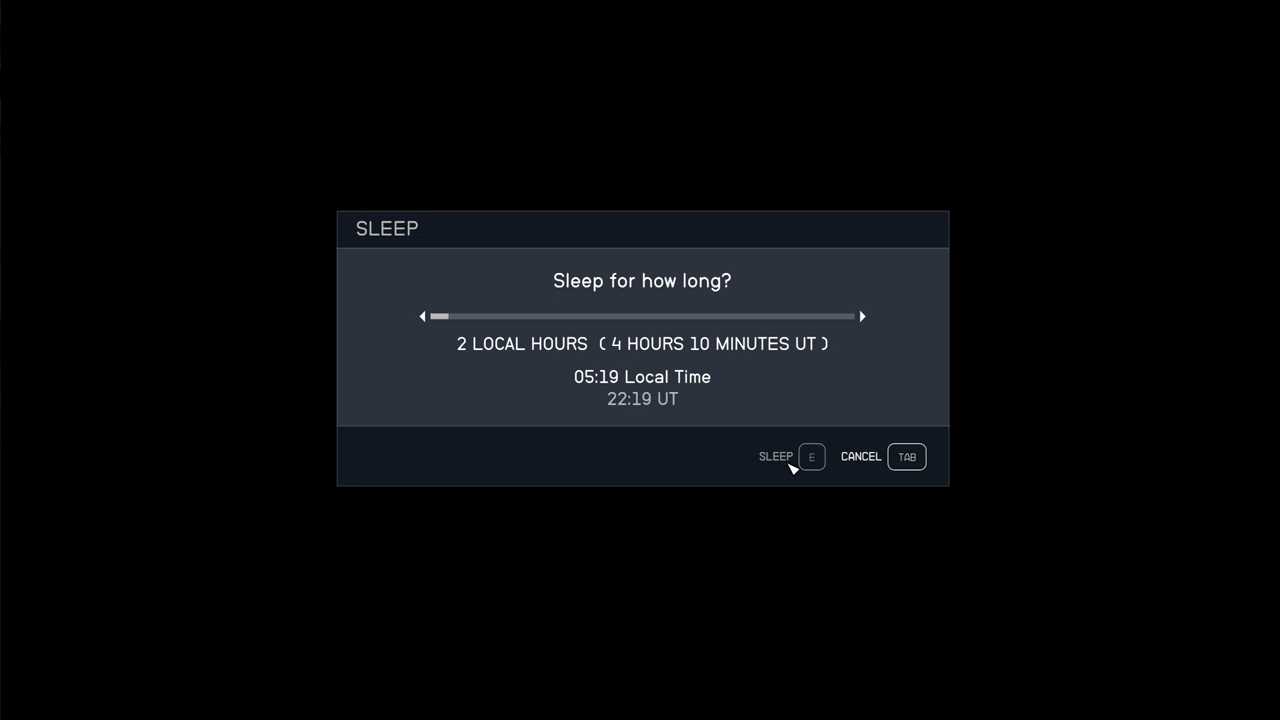 SLEEP
Sleep for how long?
2 LOCAL HOURS ( 4 HOURS 10 MINUTES UT )
05:19 Local Time
22:19 UT
SLEEP E CANCEL TAB